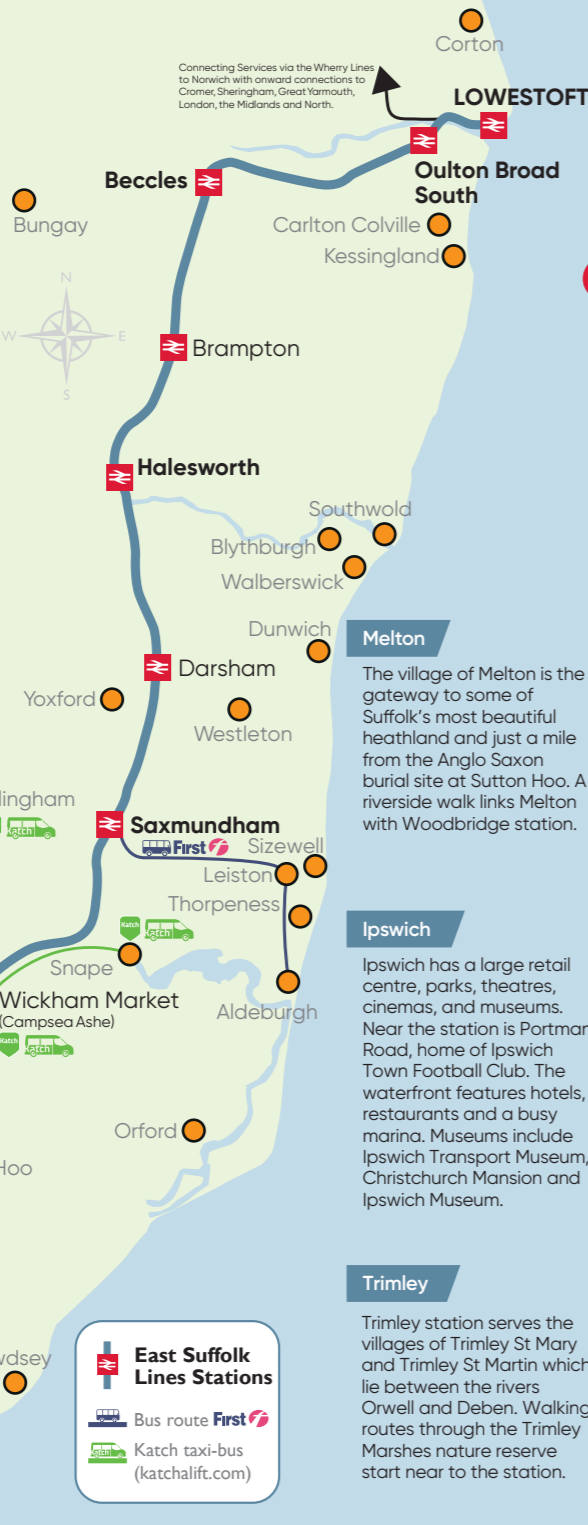 Corton
Connecting Services via the Wherry Lines
to Norwich with onward connections to
Cromer, Sheringham, Great Yarmouth,
London, the Midlands and North.
LOWESTOFT
Oulton Broad
South
Beccles
Bungay
Carlton Colville
Kessingland
N
W
E
S
Brampton
Halesworth
Southwold
Blythburgh
Walberswick
Dunwich
Darsham
Yoxford
Westleton
lingham
Katch
Saxmundham
First
Sizewell
Leiston
Thorpeness
Katch
Katch
Snape
Wickham Market
(Campsea Ashe)
Katch
Katch
Aldeburgh
Orford
Hoo
wdsey
Melton
The village of Melton is the
gateway to some of
Suffolk's most beautiful
heathland and just a mile
from the Anglo Saxon
burial site at Sutton Hoo. A
riverside walk links Melton
with Woodbridge station.
Ipswich
Ipswich has a large retail
centre, parks, theatres,
cinemas, and museums.
Near the station is Portman
Road, home of Ipswich
Town Football Club. The
waterfront features hotels,
restaurants and a busy
marina. Museums include
Ipswich Transport Museum,
Christchurch Mansion and
Ipswich Museum.
Trimley
Trimley station serves the
villages of Trimley St Mary
and Trimley St Martin which
lie between the rivers
Orwell and Deben. Walking
routes through the Trimley
Marshes nature reserve
start near to the station.
East Suffolk
Lines Stations
Bus route First
Katch
Katch taxi-bus
(katchalift.com)